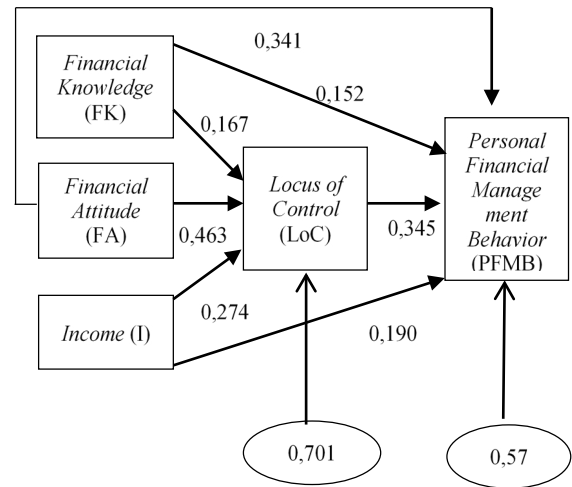 Financial
Knowledge
(FK)
0,341
0,152
0,167
Financial
Attitude
(FA)
0,463
Locus of
Control
(LoC)
0,345
Personal
Financial
Manage
ment
Behavior
(PFMB)
Income (I)
0,274
0,190
0,701
0,57